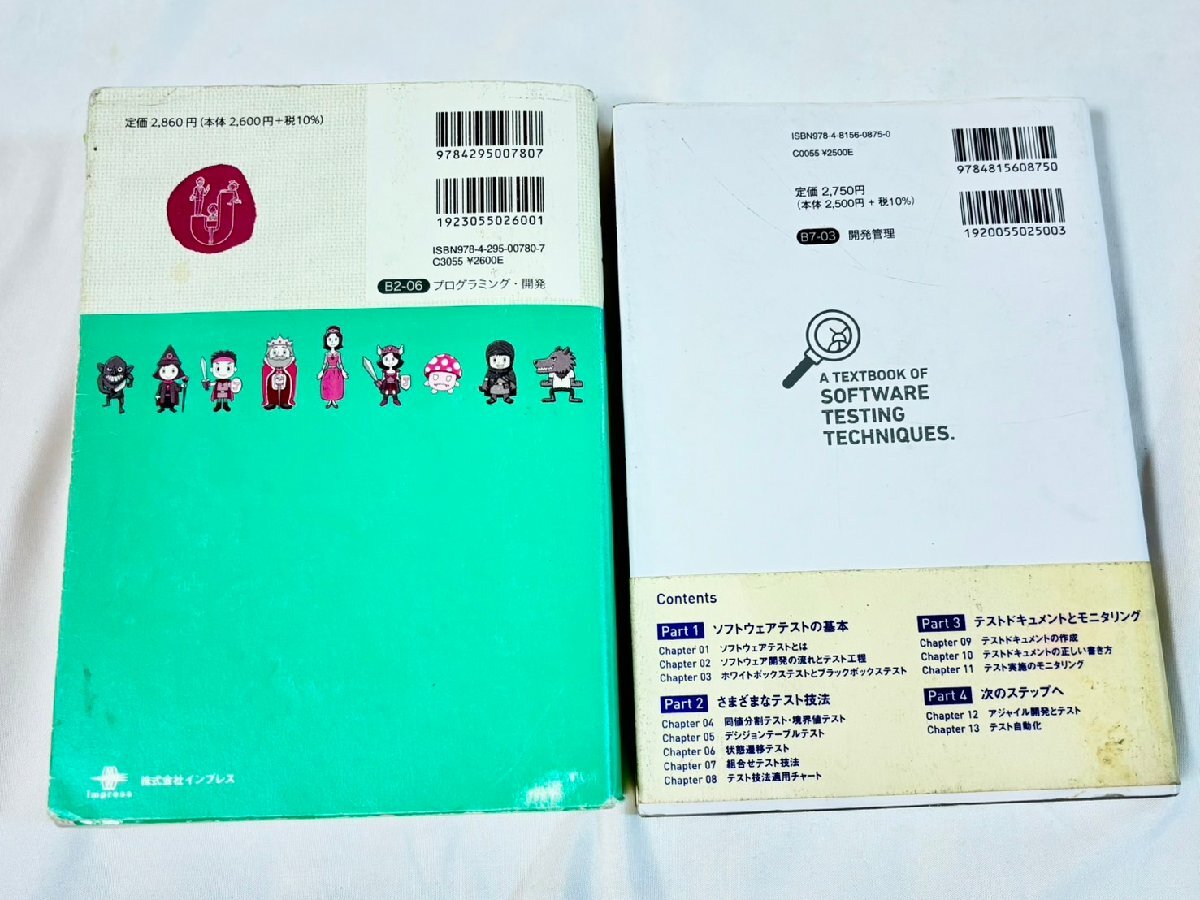 定価 2,860円(本体 2,600円+税10%)
9784295007807
1923055026001
ISBN978-4-295-00780-7
C3055 ¥2600E
B2-06 プログラミング・開発
impress
株式会社インプレス
ISBN978-4-8156-0875-0
C0055 ¥2500E
9784815608750
定価 2,750円
(本体 2,500円 + 税10%)
1920055025003
B7-03 開発管理
A TEXTBOOK OF
SOFTWARE
TESTING
TECHNIQUES.
Contents
Part 1 ソフトウェアテストの基本
Chapter 01 ソフトウェアテストとは
Chapter 02 ソフトウェア開発の流れとテスト工程
Chapter 03 ホワイトボックステストとブラックボックステスト
Part 2 さまざまなテスト技法
Chapter 04 同値分割テスト・境界値テスト
Chapter 05 デシジョンテーブルテスト
Chapter 06 状態遷移テスト
Chapter 07 組合せテスト技法
Chapter 08 テスト技法適用チャート
Part 3 テストドキュメントとモニタリング
Chapter 09 テストドキュメントの作成
Chapter 10 テストドキュメントの正しい書き方
Chapter 11 テスト実施のモニタリング
Part 4 次のステップへ
Chapter 12 アジャイル開発とテスト
Chapter 13 テスト自動化